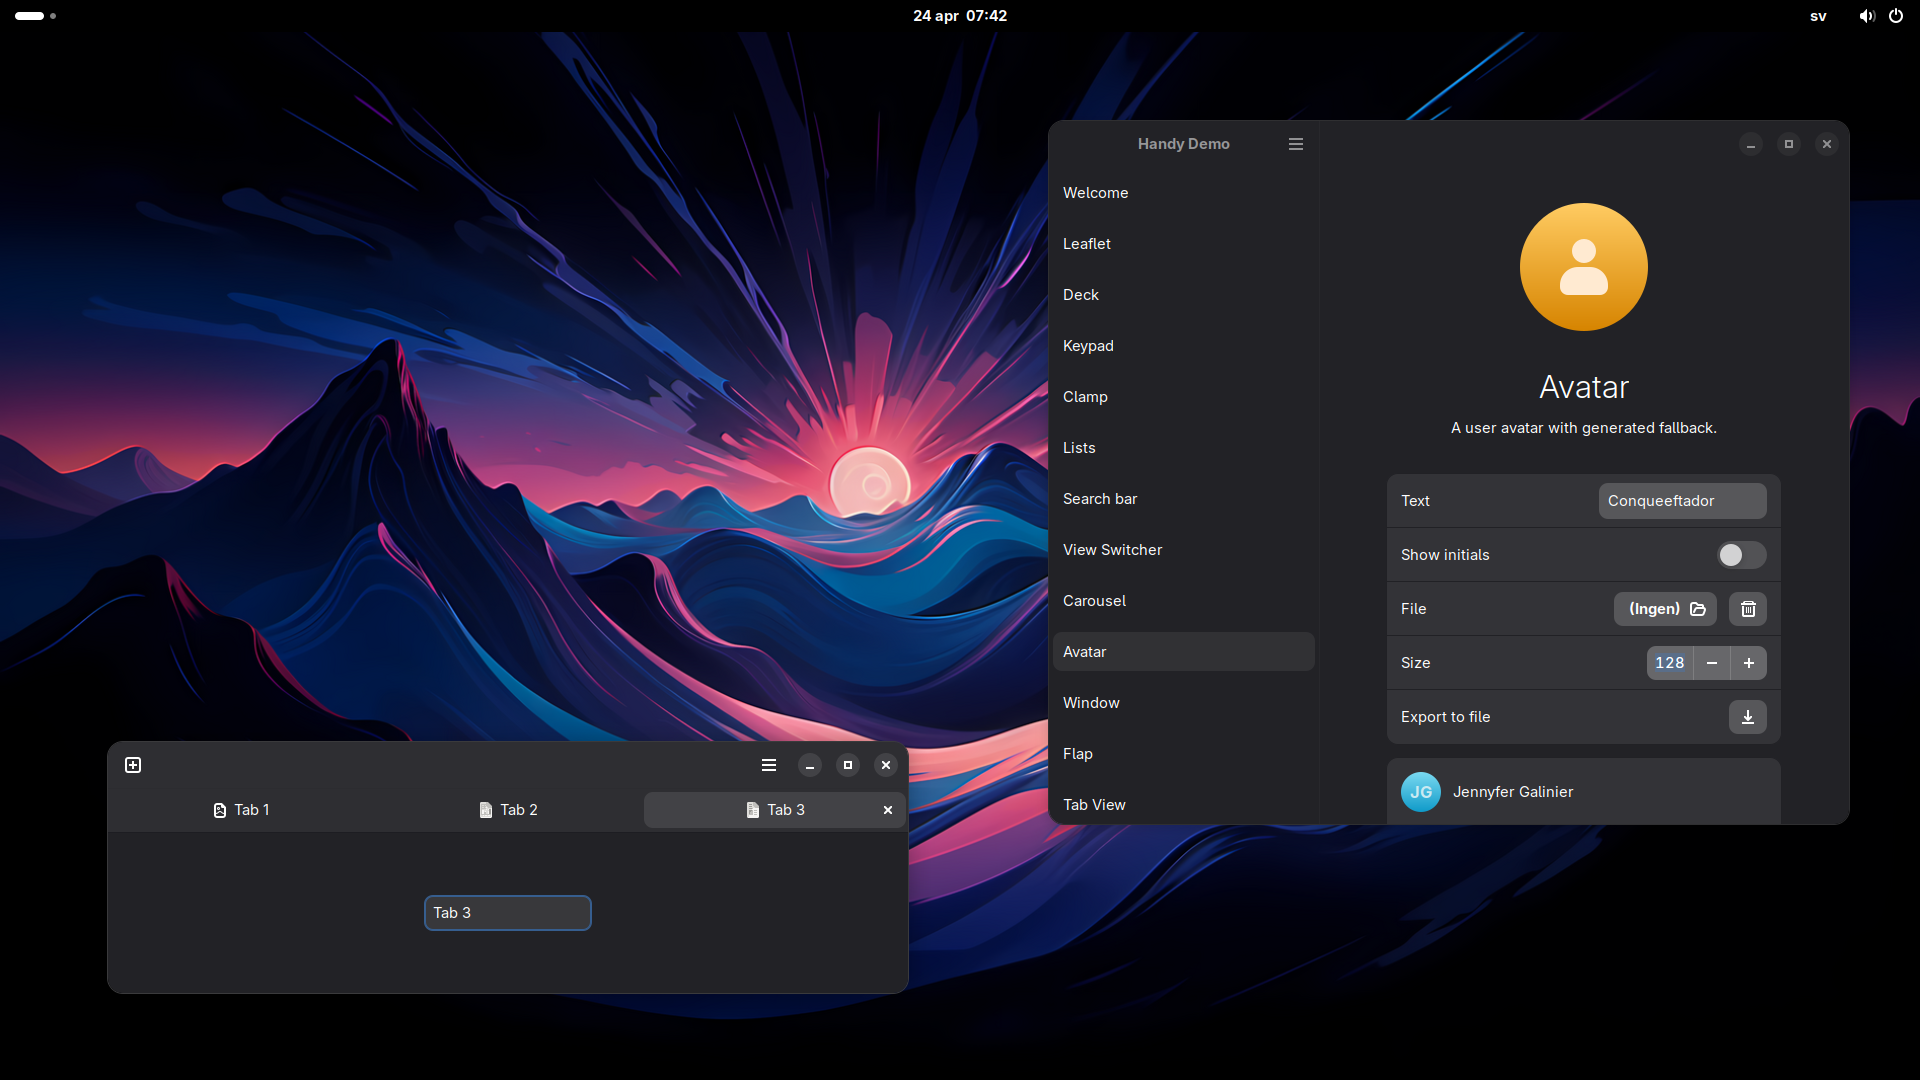 24 apr 07:42
sv
Handy Demo
Welcome
Leaflet
Deck
Keypad
Clamp
Lists
Search bar
View Switcher
Carousel
Avatar
Window
Flap
Tab View
Avatar
A user avatar with generated fallback.
Text
Conqueeftador
Show initials
File
(Ingen)
Size
128
Export to file
JG
Jennyfer Galinier
Tab 1
Tab 2
Tab 3
Tab 3